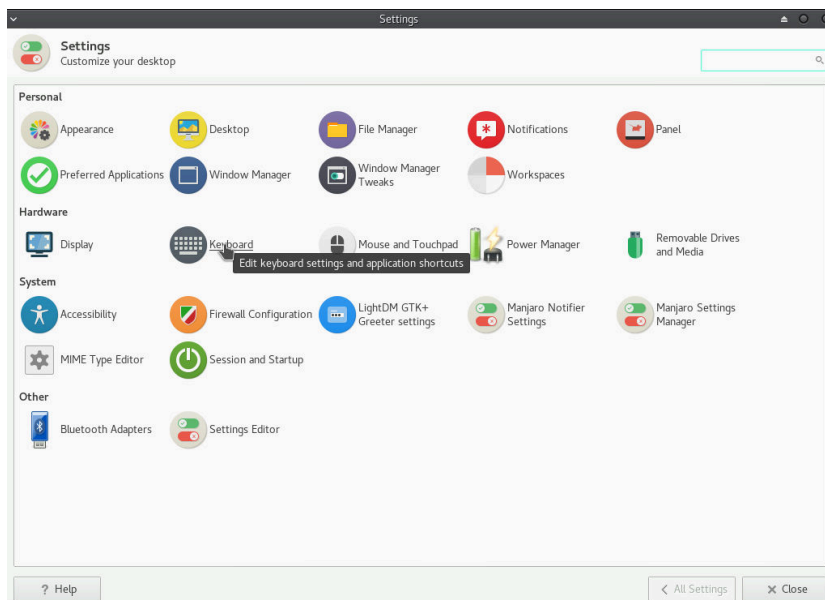 Settings
Settings
Customize your desktop
Personal
Appearance
Desktop
File Manager
Notifications
Panel
Preferred Applications
Window Manager
Window Manager
Tweaks
Workspaces
Hardware
Display
Keyboard
Mouse and Touchpad
Power Manager
Removable Drives
and Media
Edit keyboard settings and application shortcuts
System
Accessibility
Firewall Configuration
LightDM GTK+
Greeter settings
Manjaro Notifier
Settings
Manjaro Settings
Manager
MIME Type Editor
Session and Startup
Other
Bluetooth Adapters
Settings Editor
? Help
All Settings
Close